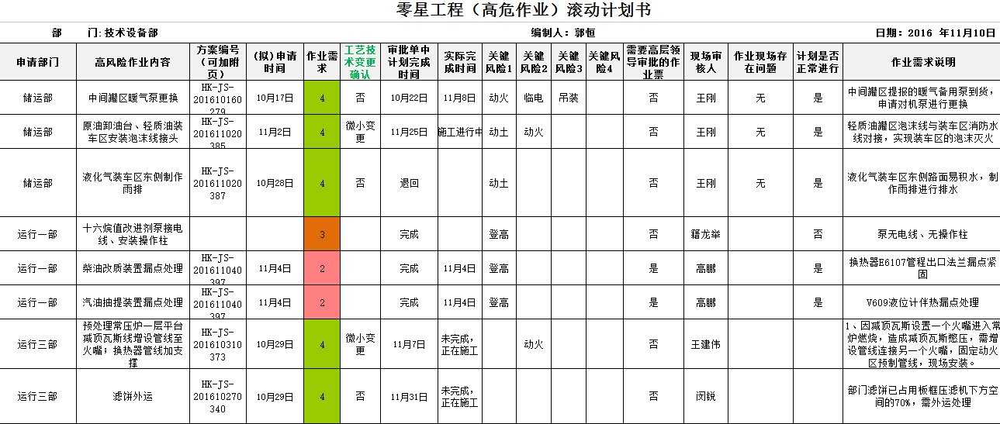 零星工程（高危作业）滚动计划书
部 门:技术设备部 编制人: 郭恒 日期: 2016 年11月10日
申请部门 高风险作业内容 方案编号（可加附页） (拟)申请时间 作业需求 工艺技术变更确认 审批单中计划完成时间 实际完成时间 关键风险1 关键风险2 关键风险3 关键风险4 需要高层领导审批的作业票 现场审核人 作业现场存在问题 计划是否正常进行 作业需求说明
储运部 中间罐区暖气泵更换 HK-JS-201610160279 10月17日 4 否 10月22日 11月8日 动火 临电 吊装 否 王刚 无 是 中间罐区提报的暖气备用泵到货，申请对机泵进行更换
储运部 原油卸油台、轻质油装车区安装泡沫线接头 HK-JS-201611020385 11月2日 4 微小变更 11月25日 施工进行中 动土 动火 否 王刚 无 是 轻质油罐区泡沫线与装车区消防水线对接，实现装车区的泡沫灭火
储运部 液化气装车区东侧制作雨排 HK-JS-201611020387 10月28日 4 否 退回 动土 否 王刚 无 是 液化气装车区东侧路面易积水，制作雨排进行排水
运行一部 十六烷值改进剂泵接电线、安装操作柱 3 完成 登高 否 籍龙举 否 泵无电线、无操作柱
运行一部 柴油改质装置漏点处理 HK-JS-201611040397 11月4日 2 完成 11月4日 登高 是 高鹏 是 换热器E6107管程出口法兰漏点紧固
运行一部 汽油抽提装置漏点处理 HK-JS-201611040397 11月4日 2 完成 11月4日 登高 是 高鹏 是 V609液位计伴热漏点处理
运行三部 预处理常压炉一层平台减顶瓦斯线增设管线至火嘴；换热器管线加支撑 HK-JS-201610310373 10月29日 4 微小变更 11月7日 未完成，正在施工 动火 否 王建伟 1、因减顶瓦斯设置一个火嘴进入常炉燃烧，造成减顶瓦斯憋压，需增设管线连接另一个火嘴，固定动火区预制管线，现场安装。
运行三部 滤饼外运 HK-JS-201610270340 10月29日 4 否 11月31日 未完成，正在施工 否 闵锐 部门滤饼已占用板框压滤机下方空间的70%，需外运处理